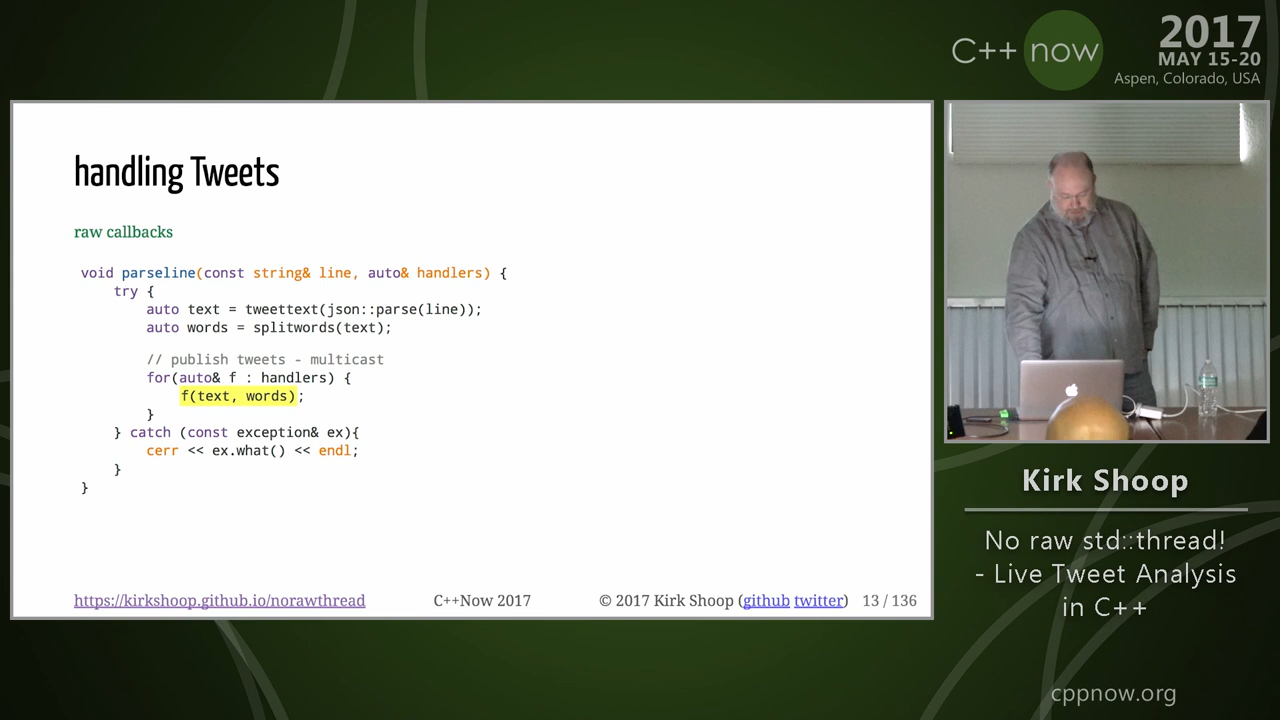 C++ now
2017
MAY 15-20
Aspen, Colorado, USA
handling Tweets
raw callbacks
void parseline(const string& line, auto& handlers) {
    try {
        auto text = tweettext(json::parse(line));
        auto words = splitwords(text);
        // publish tweets - multicast
        for(auto& f : handlers) {
            f(text, words);
        }
    } catch (const exception& ex){
        cerr << ex.what() << endl;
    }
}
https://kirkshoop.github.io/norawthread C++Now 2017 © 2017 Kirk Shoop (github twitter) 13 / 136
Kirk Shoop
No raw std::thread!
- Live Tweet Analysis
in C++
cppnow.org